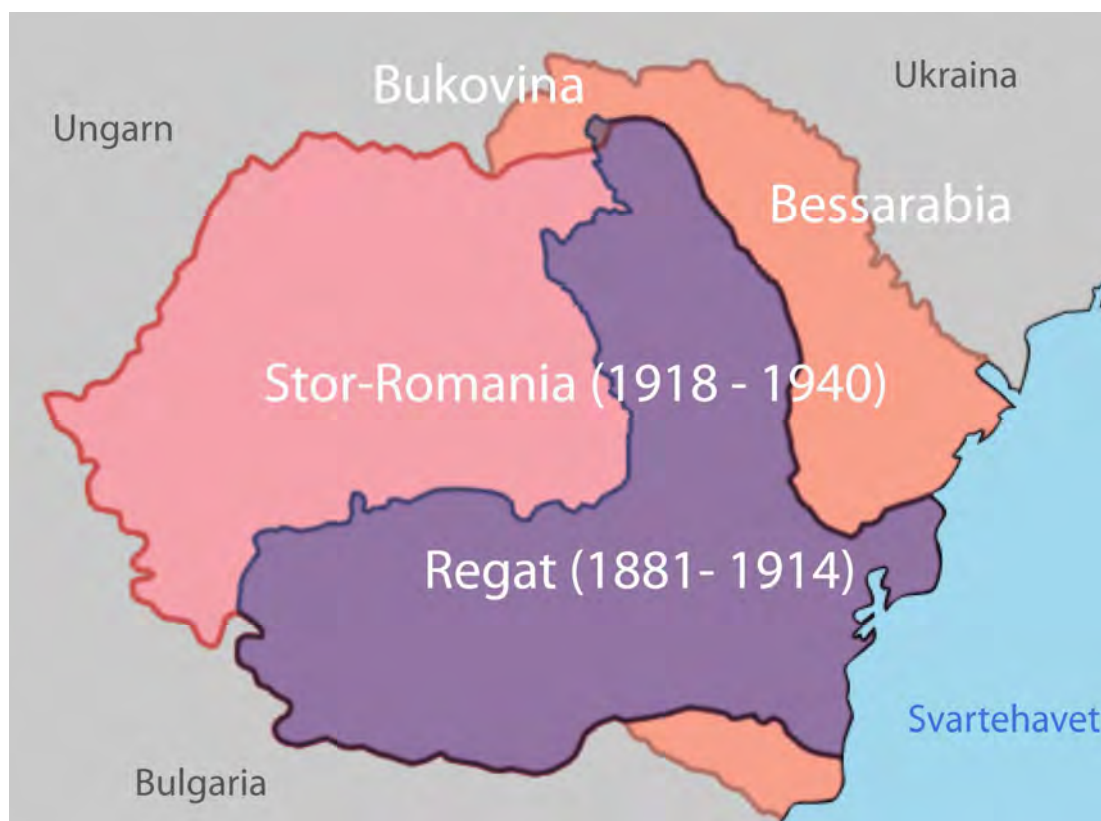 Ukraina
Bukovina
Ungarn
Bessarabia
Stor-Romania (1918 - 1940)
Regat (1881- 1914)
Svartehavet
Bulgaria